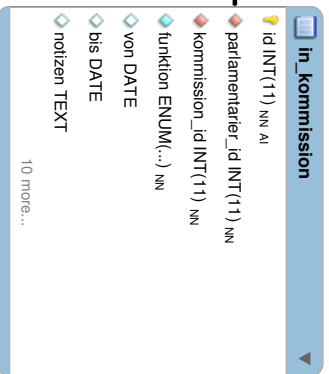 in_kommission
id INT(11) NN AI
parlamentarier_id INT(11) NN
kommission_id INT(11) NN
funktion ENUM(...) NN
von DATE
bis DATE
notizen TEXT
10 more...